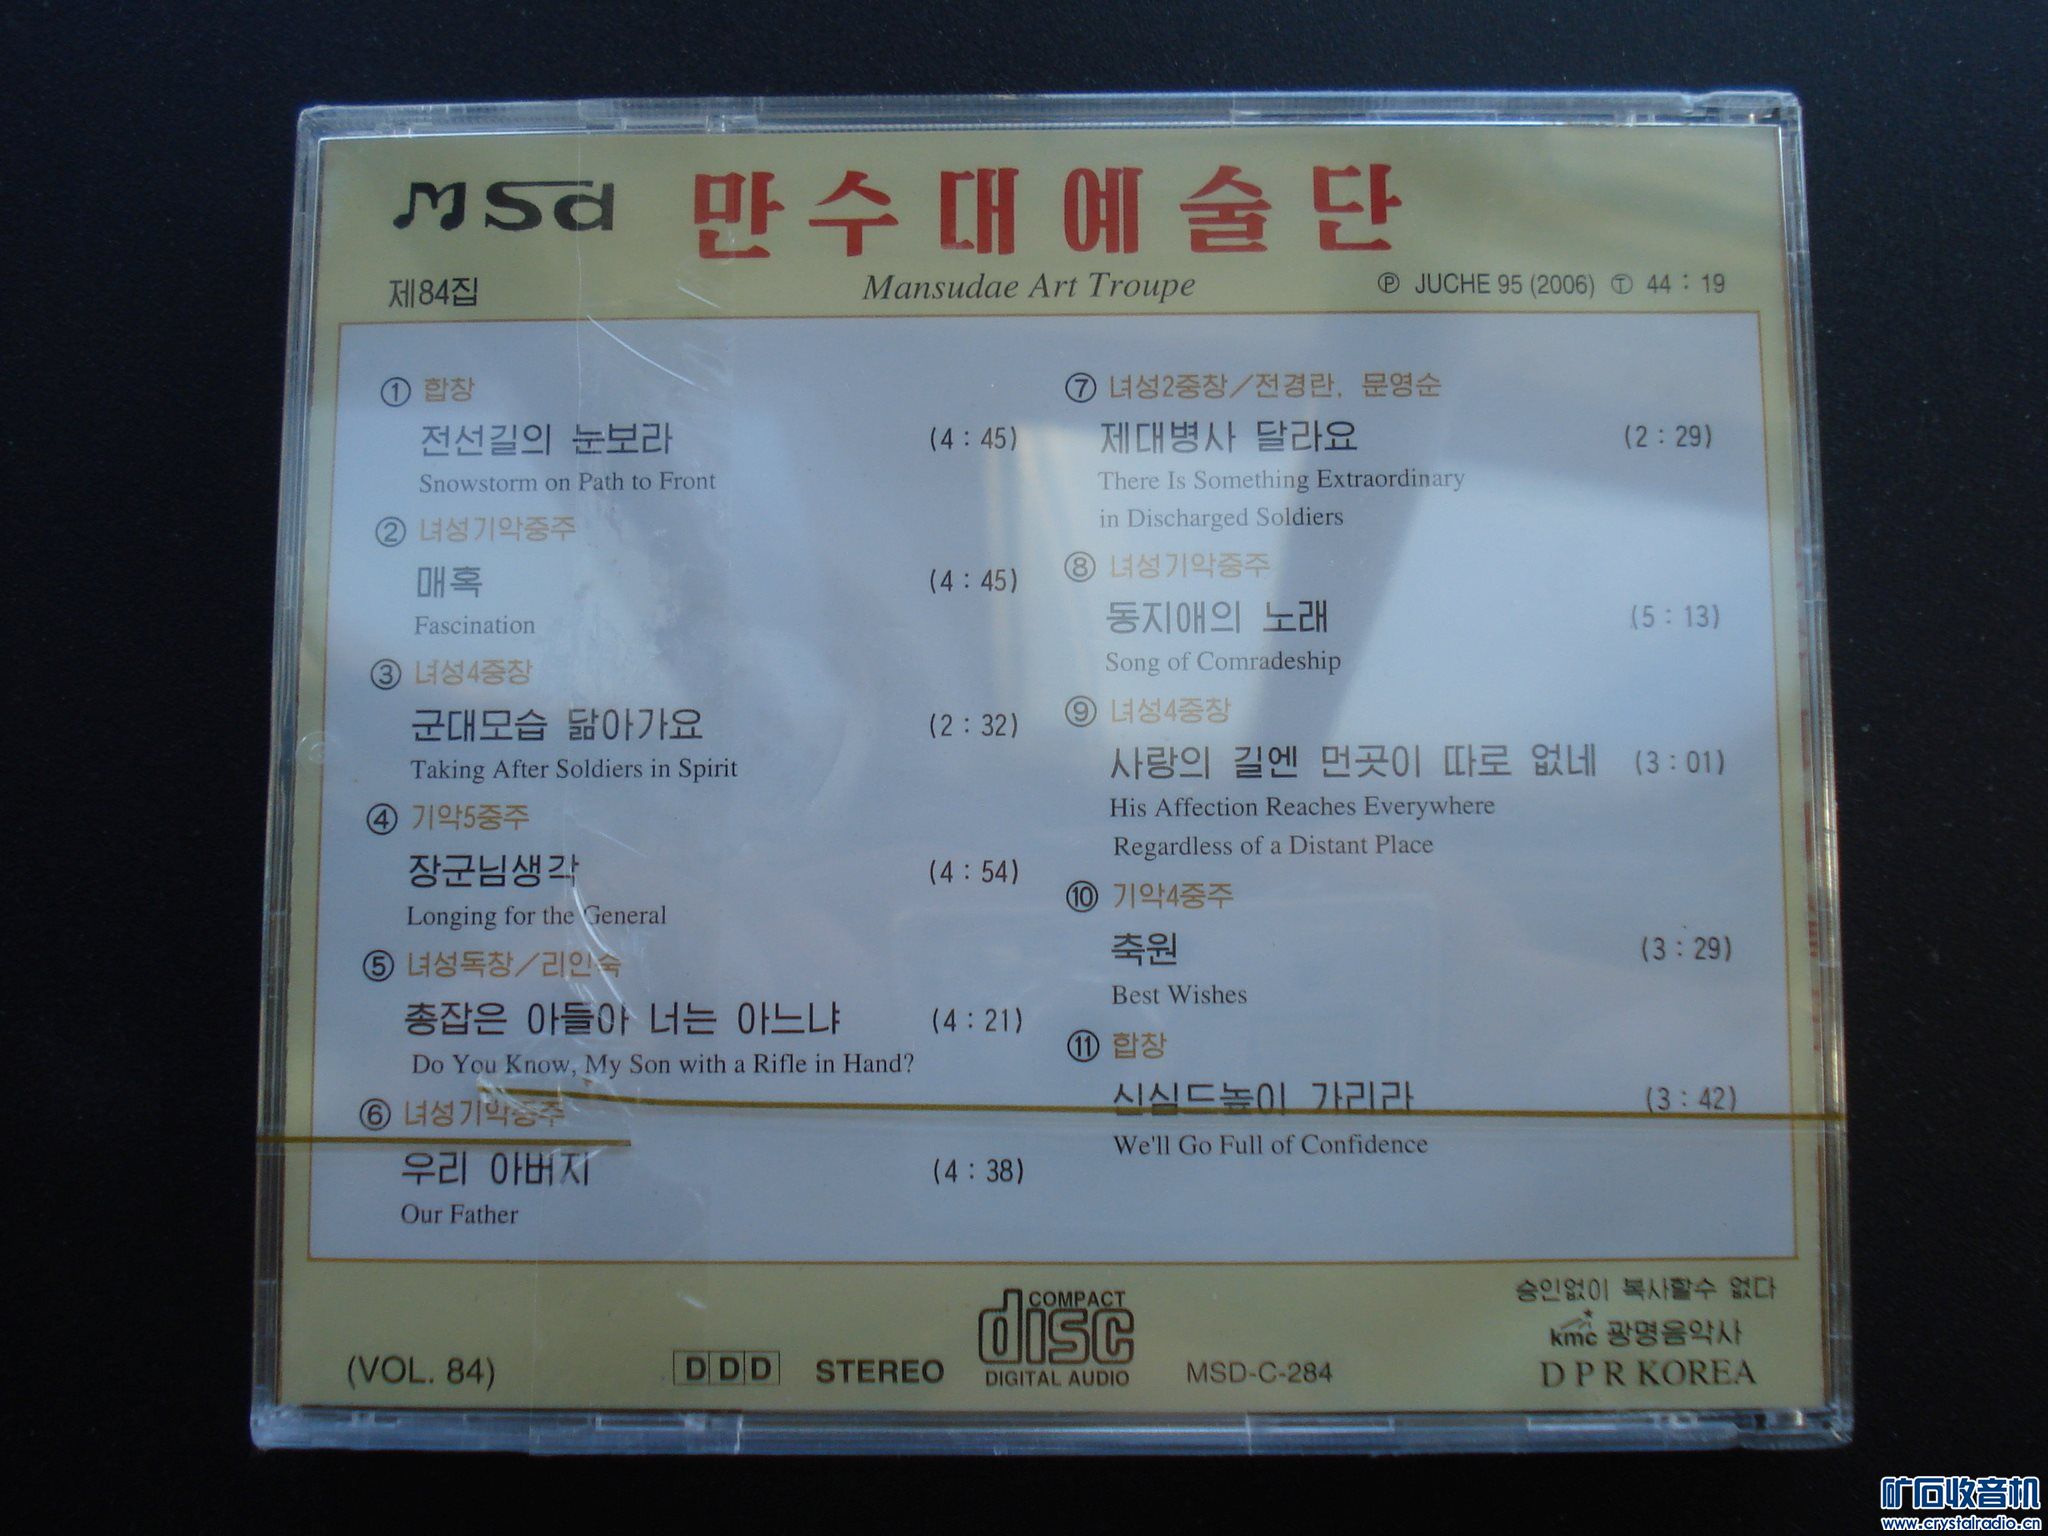 msd 만수대예술단
제84집 Mansudae Art Troupe Ⓟ JUCHE 95 (2006) Ⓣ 44 : 19
① 합창
전선길의 눈보라 (4 : 45)
Snowstorm on Path to Front
② 녀성기악중주
매혹 (4 : 45)
Fascination
③ 녀성4중창
군대모습 닮아가요 (2 : 32)
Taking After Soldiers in Spirit
④ 기악5중주
장군님생각 (4 : 54)
Longing for the General
⑤ 녀성독창/리인숙
총잡은 아들아 너는 아느냐 (4 : 21)
Do You Know, My Son with a Rifle in Hand?
⑥ 녀성기악중주
우리 아버지 (4 : 38)
Our Father
⑦ 녀성2중창/전경란, 문영순
제대병사 달라요 (2 : 29)
There Is Something Extraordinary
in Discharged Soldiers
⑧ 녀성기악중주
동지애의 노래 (5 : 13)
Song of Comradeship
⑨ 녀성4중창
사랑의 길엔 먼곳이 따로 없네 (3 : 01)
His Affection Reaches Everywhere
Regardless of a Distant Place
⑩ 기악4중주
축원 (3 : 29)
Best Wishes
⑪ 합창
신심드높이 가리라 (3 : 42)
We'll Go Full of Confidence
승인없이 복사할수 없다
kmc 광명음악사
(VOL. 84) DDD STEREO COMPACT disc DIGITAL AUDIO MSD-C-284 D P R KOREA
矿石收音机
www.crystalradio.cn